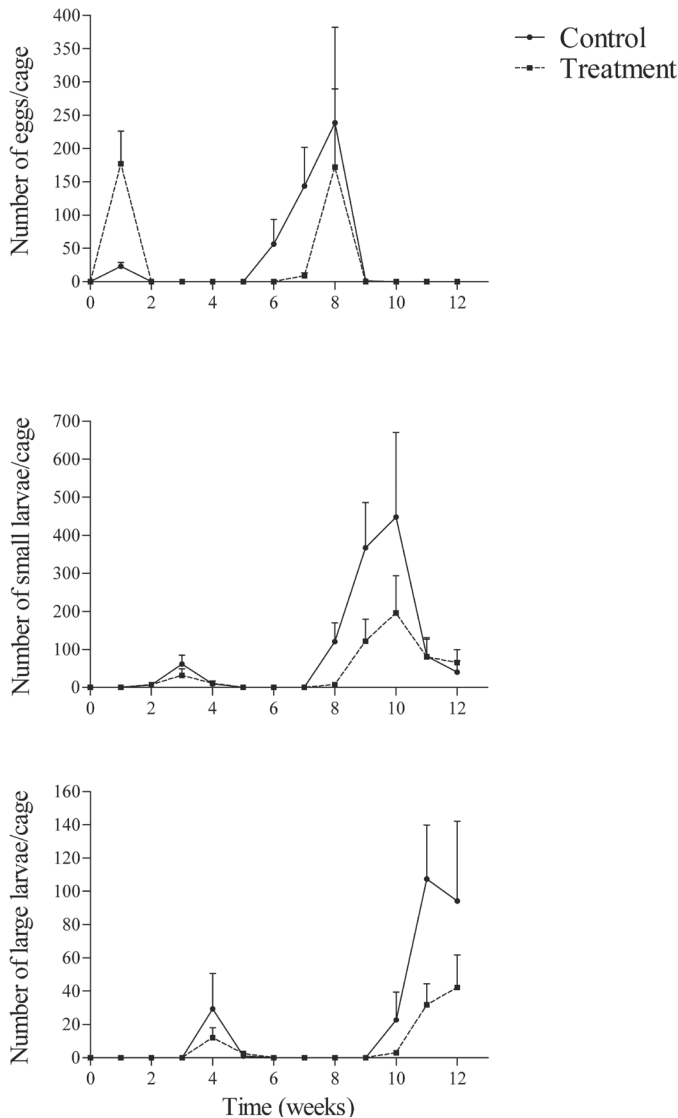 Control
Treatment
Number of eggs/cage
400
350
300
250
200
150
100
50
0
0 2 4 6 8 10 12
Number of small larvae/cage
700
600
500
400
300
200
100
0
0 2 4 6 8 10 12
Number of large larvae/cage
160
140
120
100
80
60
40
20
0
0 2 4 6 8 10 12
Time (weeks)